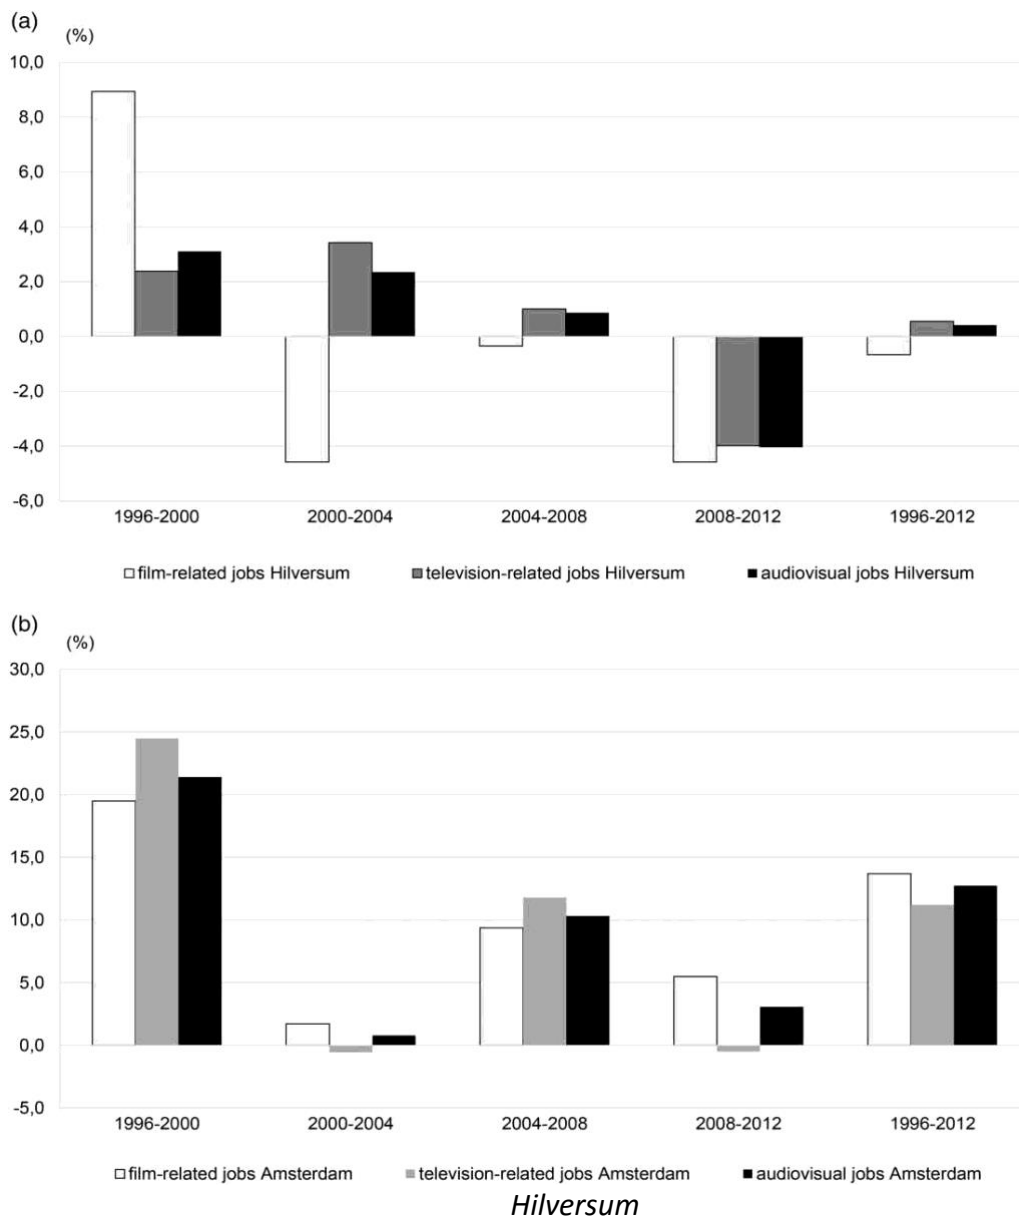 (a)
(%)
10,0
8,0
6,0
4,0
2,0
0,0
-2,0
-4,0
-6,0
1996-2000 2000-2004 2004-2008 2008-2012 1996-2012
film-related jobs Hilversum television-related jobs Hilversum audiovisual jobs Hilversum
(b)
(%)
30,0
25,0
20,0
15,0
10,0
5,0
0,0
-5,0
1996-2000 2000-2004 2004-2008 2008-2012 1996-2012
film-related jobs Amsterdam television-related jobs Amsterdam audiovisual jobs Amsterdam
Hilversum